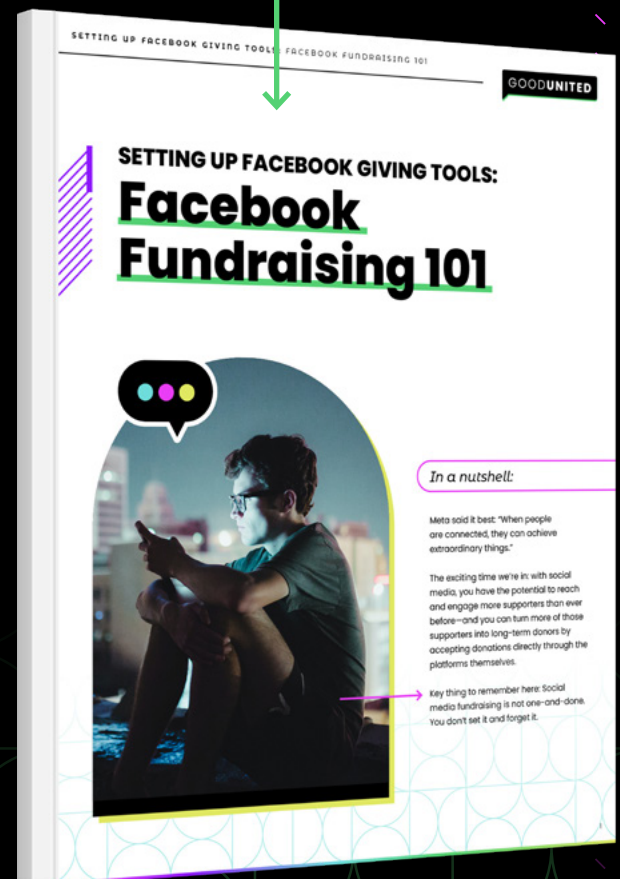 SETTING UP FACEBOOK GIVING TOOLS: FACEBOOK FUNDRAISING 101
GOODUNITED
SETTING UP FACEBOOK GIVING TOOLS:
Facebook
Fundraising 101
In a nutshell:
Meta said it best: “When people
are connected, they can achieve
extraordinary things.”
The exciting time we're in: with social
media, you have the potential to reach
and engage more supporters than ever
before—and you can turn more of those
supporters into long-term donors by
accepting donations directly through the
platforms themselves.
Key thing to remember here: Social
media fundraising is not one-and-done.
You don't set it and forget it.